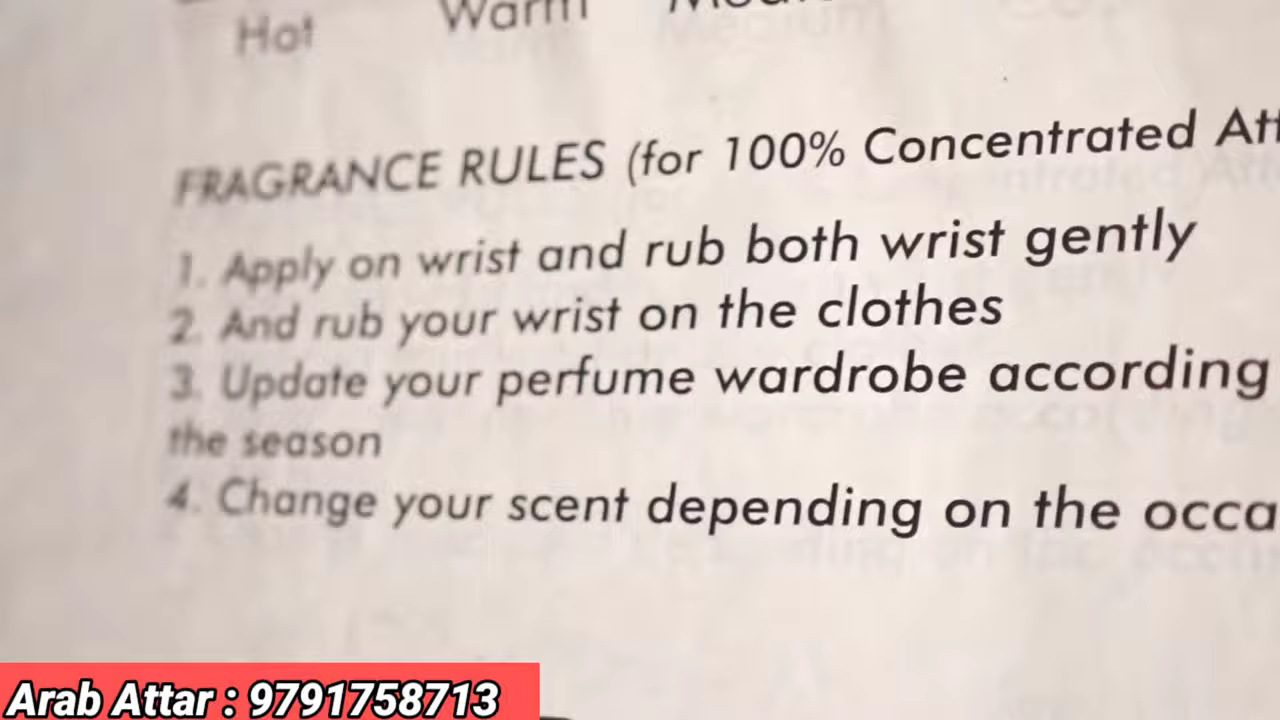 Hot Warm
FRAGRANCE RULES (for 100% Concentrated Att
1. Apply on wrist and rub both wrist gently
2. And rub your wrist on the clothes
3. Update your perfume wardrobe according
the season
4. Change your scent depending on the occa
Arab Attar : 9791758713